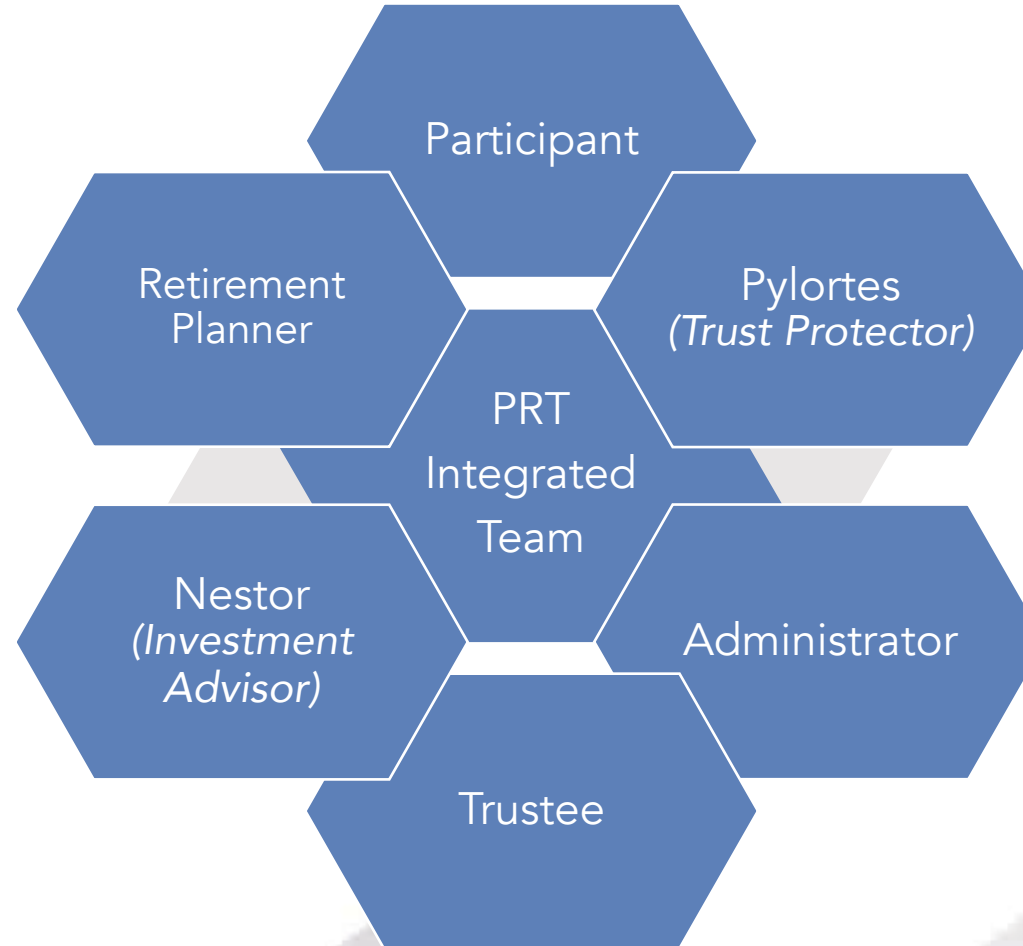 Participant
Retirement
Planner
Pylortes
(Trust Protector)
PRT
Integrated
Team
Nestor
(Investment
Advisor)
Administrator
Trustee